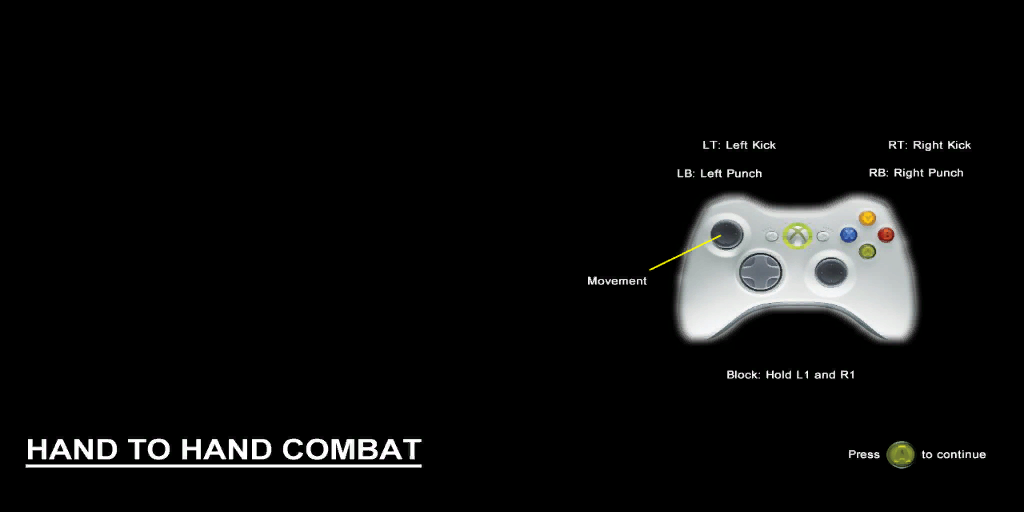 LT: Left Kick
RT: Right Kick
LB: Left Punch
RB: Right Punch
Y
X
B
A
Movement
Block: Hold L1 and R1
HAND TO HAND COMBAT
Press A to continue